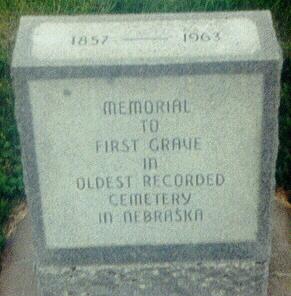 1857 —— 1963
MEMORIAL
TO
FIRST GRAVE
in
OLDEST RECORDED
CEMETERY
in NEBRASKA